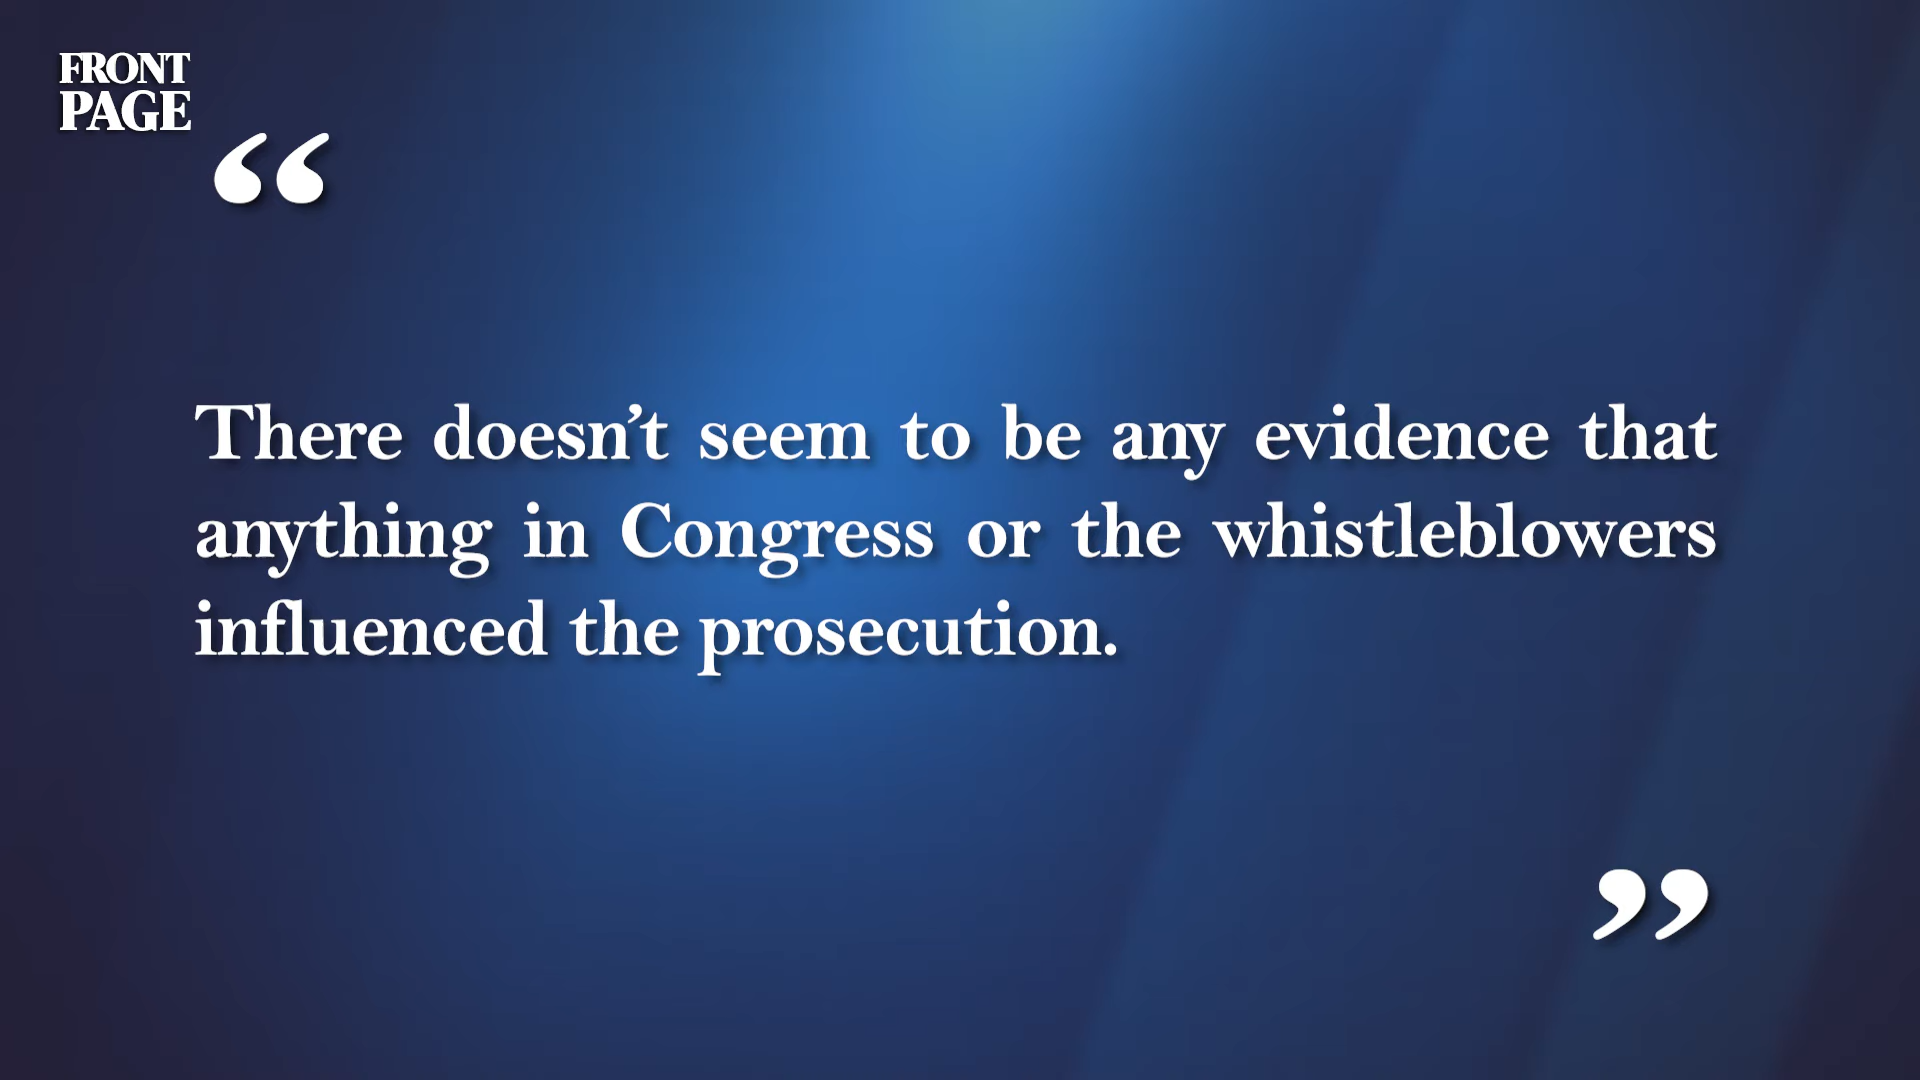 FRONT
PAGE
“
There doesn’t seem to be any evidence that
anything in Congress or the whistleblowers
influenced the prosecution.
”